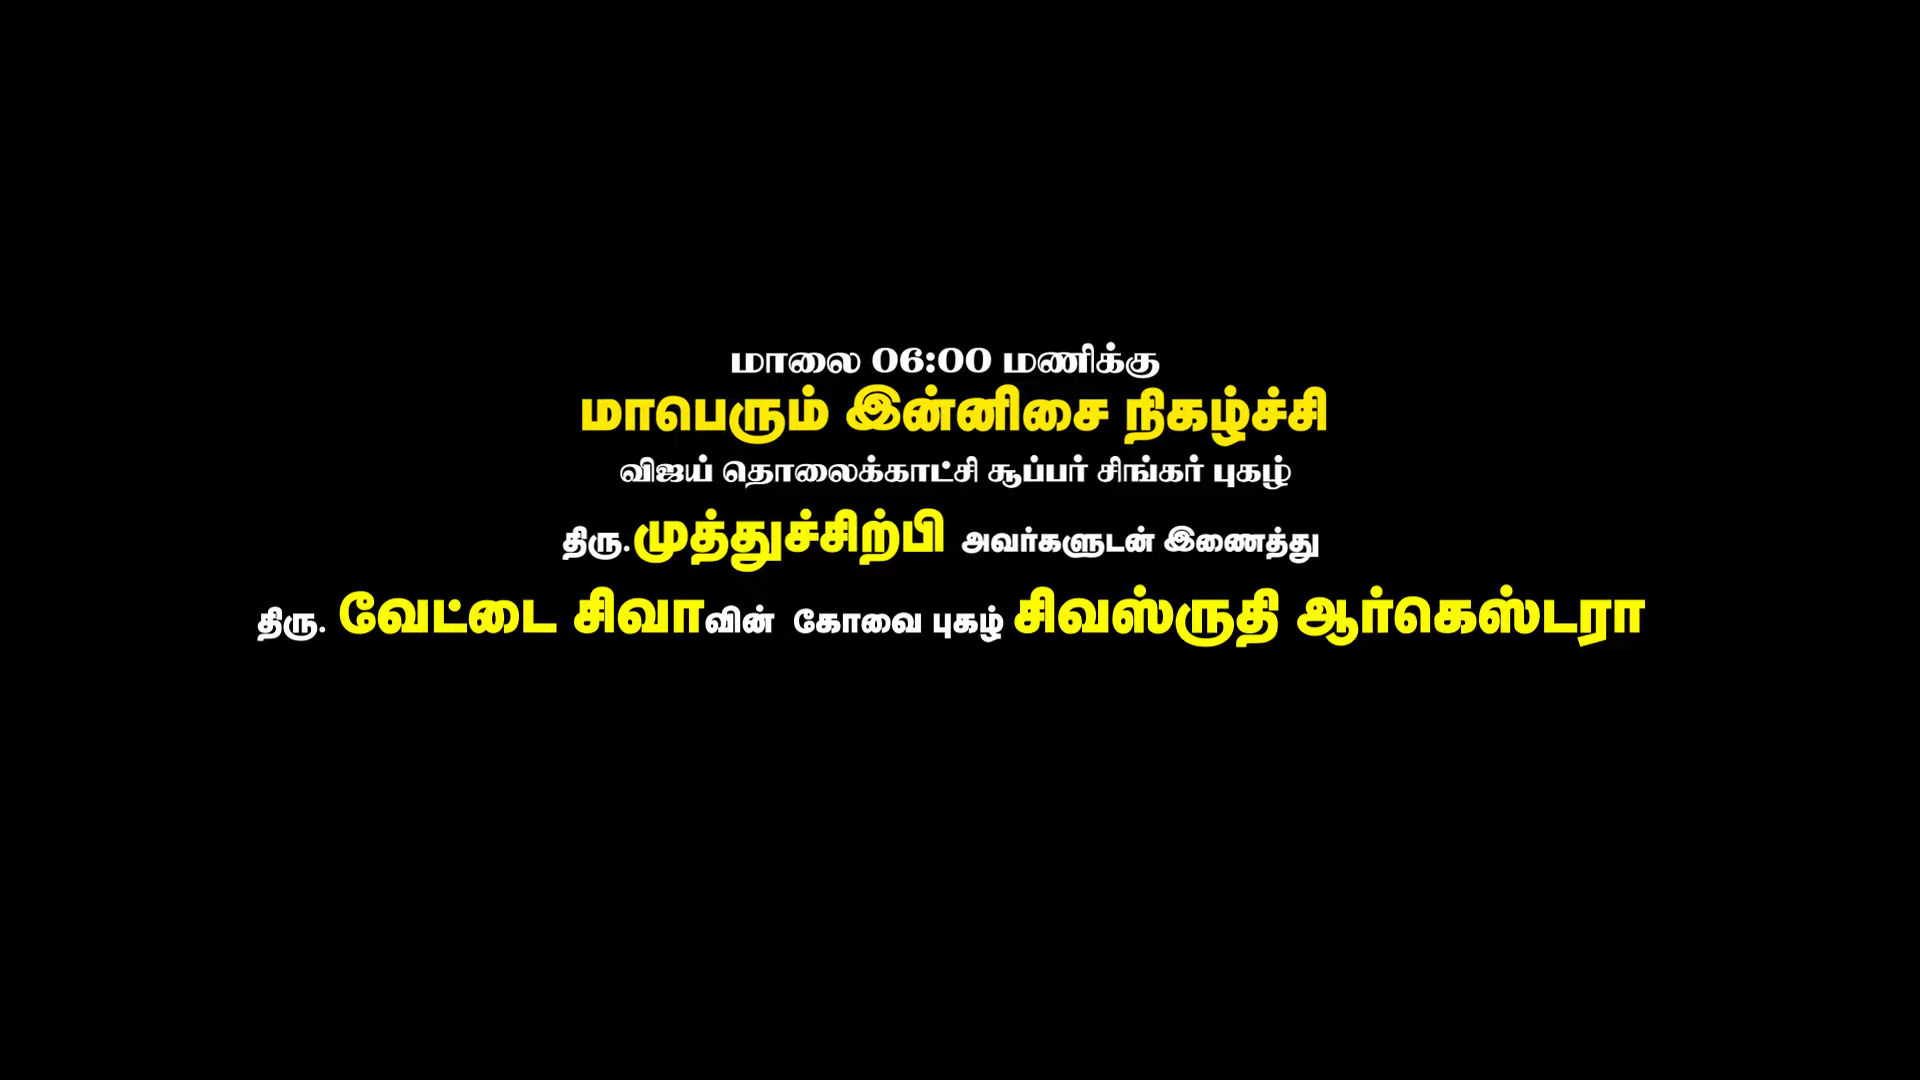 மாலை 06:00 மணிக்கு
மாபெரும் இன்னிசை நிகழ்ச்சி
விஜய் தொலைக்காட்சி சூப்பர் சிங்கர் புகழ்
திரு.முத்துச்சிற்பி அவர்களுடன் இணைத்து
திரு. வேட்டை சிவாவின் கோவை புகழ் சிவஸ்ருதி ஆர்கெஸ்டரா